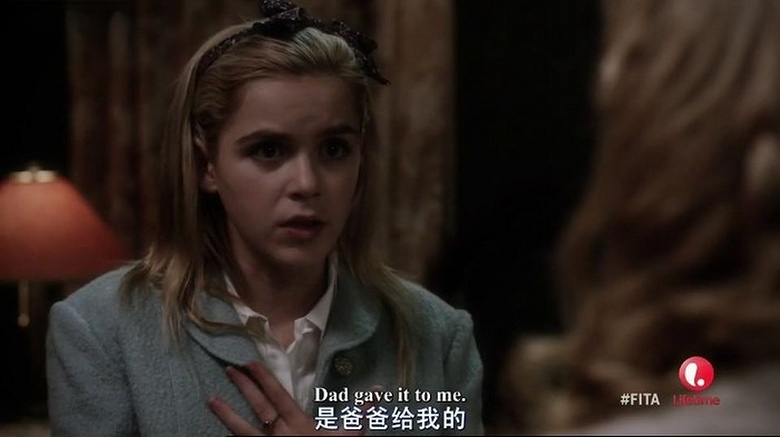 Dad gave it to me.
是爸爸给我的
#FITA
Lifetime